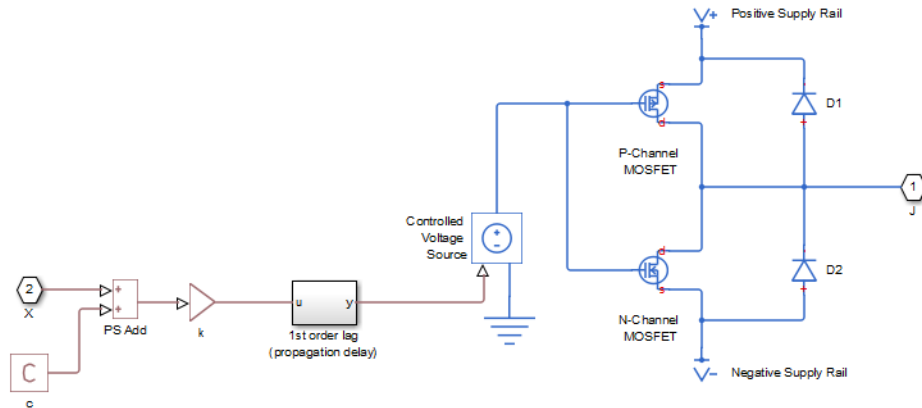 V+
Positive Supply Rail
s
D1
+
d
P-Channel
MOSFET
1
J
Controlled
Voltage
Source
+
−
d
D2
s
+
N-Channel
MOSFET
2
X
+
+
PS Add
k
u
y
1st order lag
(propagation delay)
C
c
V-
Negative Supply Rail